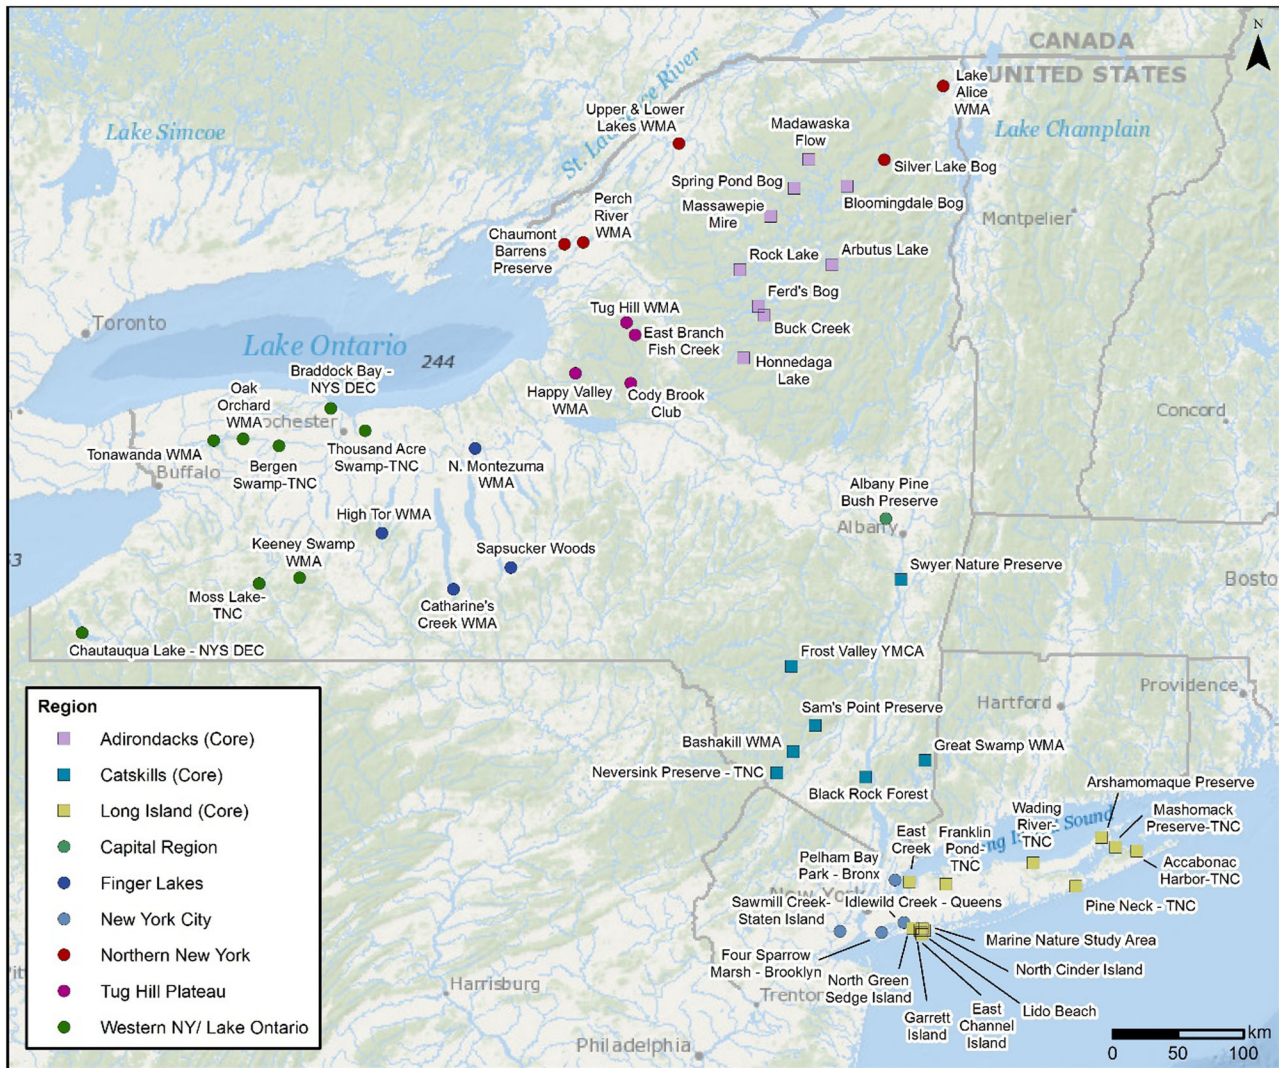 N
CANADA
UNITED STATES
Lake
Alice
WMA
Lake Simcoe
St. Lawrence River
Upper & Lower
Lakes WMA
Madawaska
Flow
Lake Champlain
Silver Lake Bog
Spring Pond Bog
Bloomingdale Bog
Massawepie
Mire
Montpelier
Perch
River
WMA
Chaumont
Barrens
Preserve
Rock Lake
Arbutus Lake
Ferd's Bog
Buck Creek
Tug Hill WMA
East Branch
Fish Creek
Toronto
Lake Ontario
244
Honnedaga
Lake
Braddock Bay -
NYS DEC
Oak
Orchard
WMA
Happy Valley
WMA
Cody Brook
Club
Concord
ochester
Tonawanda WMA
Bergen
Swamp-TNC
Thousand Acre
Swamp-TNC
N. Montezuma
WMA
Buffalo
Albany Pine
Bush Preserve
Albany
High Tor WMA
Keeney Swamp
WMA
Sapsucker Woods
53
Swyer Nature Preserve
Bosto
Moss Lake-
TNC
Catharine's
Creek WMA
Chautauqua Lake - NYS DEC
Frost Valley YMCA
Providence
Hartford
Sam's Point Preserve
Bashakill WMA
Great Swamp WMA
Neversink Preserve - TNC
Black Rock Forest
Arshamomaque Preserve
Mashomack
Preserve-TNC
Wading
River-
TNC
ng Island Sound
East
Creek
Franklin
Pond-
TNC
Accabonac
Harbor-TNC
Pelham Bay
Park - Bronx
New York
Pine Neck - TNC
Sawmill Creek-
Staten Island
Idlewild Creek - Queens
Marine Nature Study Area
Four Sparrow
Marsh - Brooklyn
North Cinder Island
North Green
Sedge Island
Lido Beach
Garrett
Island
East
Channel
Island
Harrisburg
Trenton
Philadelphia
Pit
Region
Adirondacks (Core)
Catskills (Core)
Long Island (Core)
Capital Region
Finger Lakes
New York City
Northern New York
Tug Hill Plateau
Western NY/ Lake Ontario
km
0 50 100